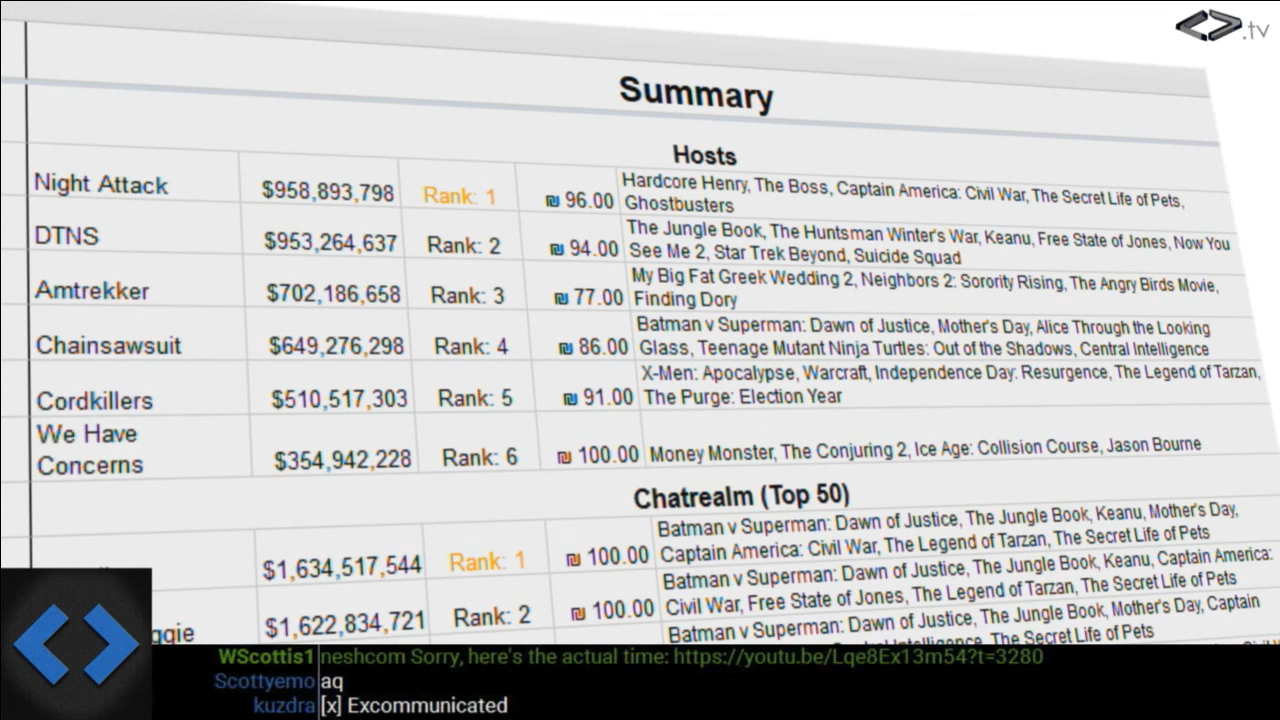 .tv
Summary
Hosts
Night Attack $958,893,798 Rank: 1 ₪ 96.00 Hardcore Henry, The Boss, Captain America: Civil War, The Secret Life of Pets,
Ghostbusters
DTNS $953,264,637 Rank: 2 ₪ 94.00 The Jungle Book, The Huntsman Winter's War, Keanu, Free State of Jones, Now You
See Me 2, Star Trek Beyond, Suicide Squad
Amtrekker $702,186,658 Rank: 3 ₪ 77.00 My Big Fat Greek Wedding 2, Neighbors 2: Sorority Rising, The Angry Birds Movie,
Finding Dory
Chainsawsuit $649,276,298 Rank: 4 ₪ 86.00 Batman v Superman: Dawn of Justice, Mother's Day, Alice Through the Looking
Glass, Teenage Mutant Ninja Turtles: Out of the Shadows, Central Intelligence
Cordkillers $510,517,303 Rank: 5 ₪ 91.00 X-Men: Apocalypse, Warcraft, Independence Day: Resurgence, The Legend of Tarzan,
The Purge: Election Year
We Have
Concerns $354,942,228 Rank: 6 ₪ 100.00 Money Monster, The Conjuring 2, Ice Age: Collision Course, Jason Bourne
Chatrealm (Top 50)
$1,634,517,544 Rank: 1 ₪ 100.00 Batman v Superman: Dawn of Justice, The Jungle Book, Keanu, Mother's Day,
Captain America: Civil War, The Legend of Tarzan, The Secret Life of Pets
$1,622,834,721 Rank: 2 ₪ 100.00 Batman v Superman: Dawn of Justice, The Jungle Book, Keanu, Captain America:
Civil War, Free State of Jones, The Legend of Tarzan, The Secret Life of Pets
Batman v Superman: Dawn of Justice, The Jungle Book, Mother's Day, Captain
Intelligence, The Secret Life of Pets
WScottis1 neshcom Sorry, here's the actual time: https://youtu.be/Lqe8Ex13m54?t=3280
Scottyemo aq
kuzdra [x] Excommunicated